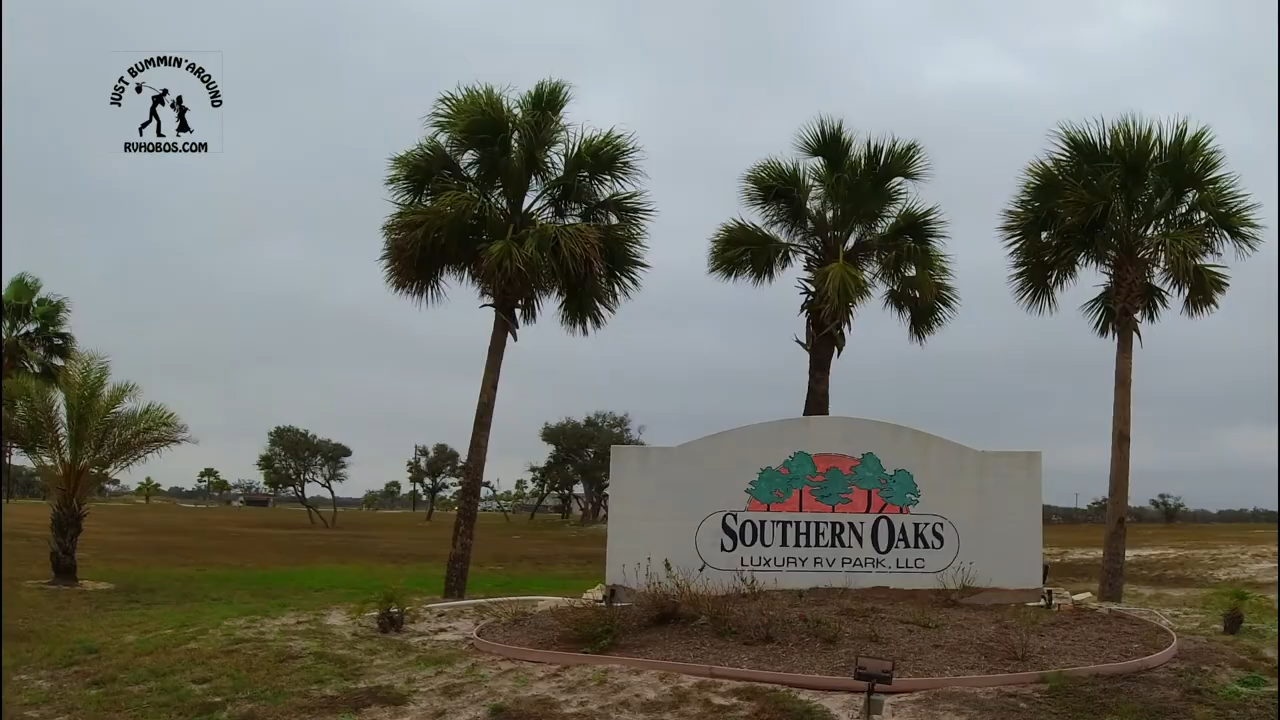 JUST BUMMIN' AROUND
RVHOBOS.COM
SOUTHERN OAKS
LUXURY RV PARK, LLC